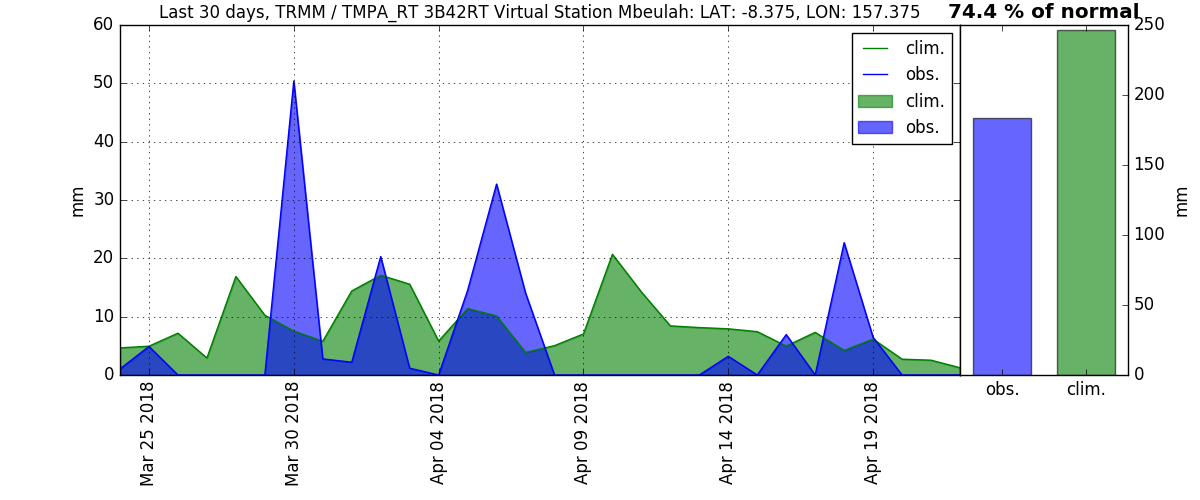 Last 30 days, TRMM / TMPA_RT 3B42RT Virtual Station Mbeulah: LAT: -8.375, LON: 157.375
74.4 % of normal
60
50
40
30
20
10
0
mm
clim.
obs.
clim.
obs.
250
200
150
100
50
0
mm
obs.
clim.
Mar 25 2018
Mar 30 2018
Apr 04 2018
Apr 09 2018
Apr 14 2018
Apr 19 2018